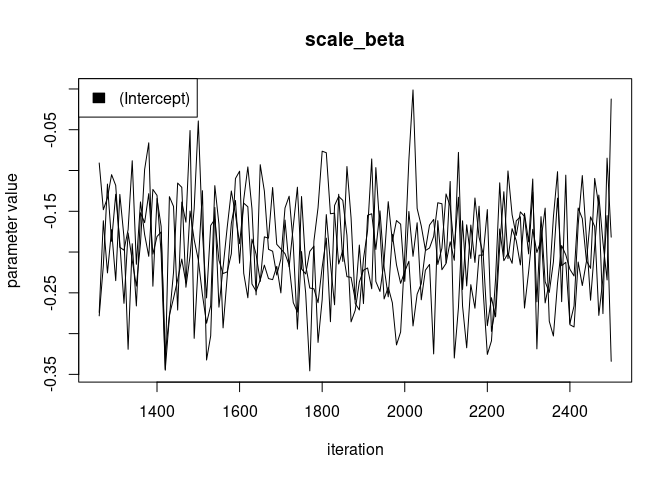 scale_beta
(Intercept)
parameter value
-0.05
-0.15
-0.25
-0.35
1400 1600 1800 2000 2200 2400
iteration